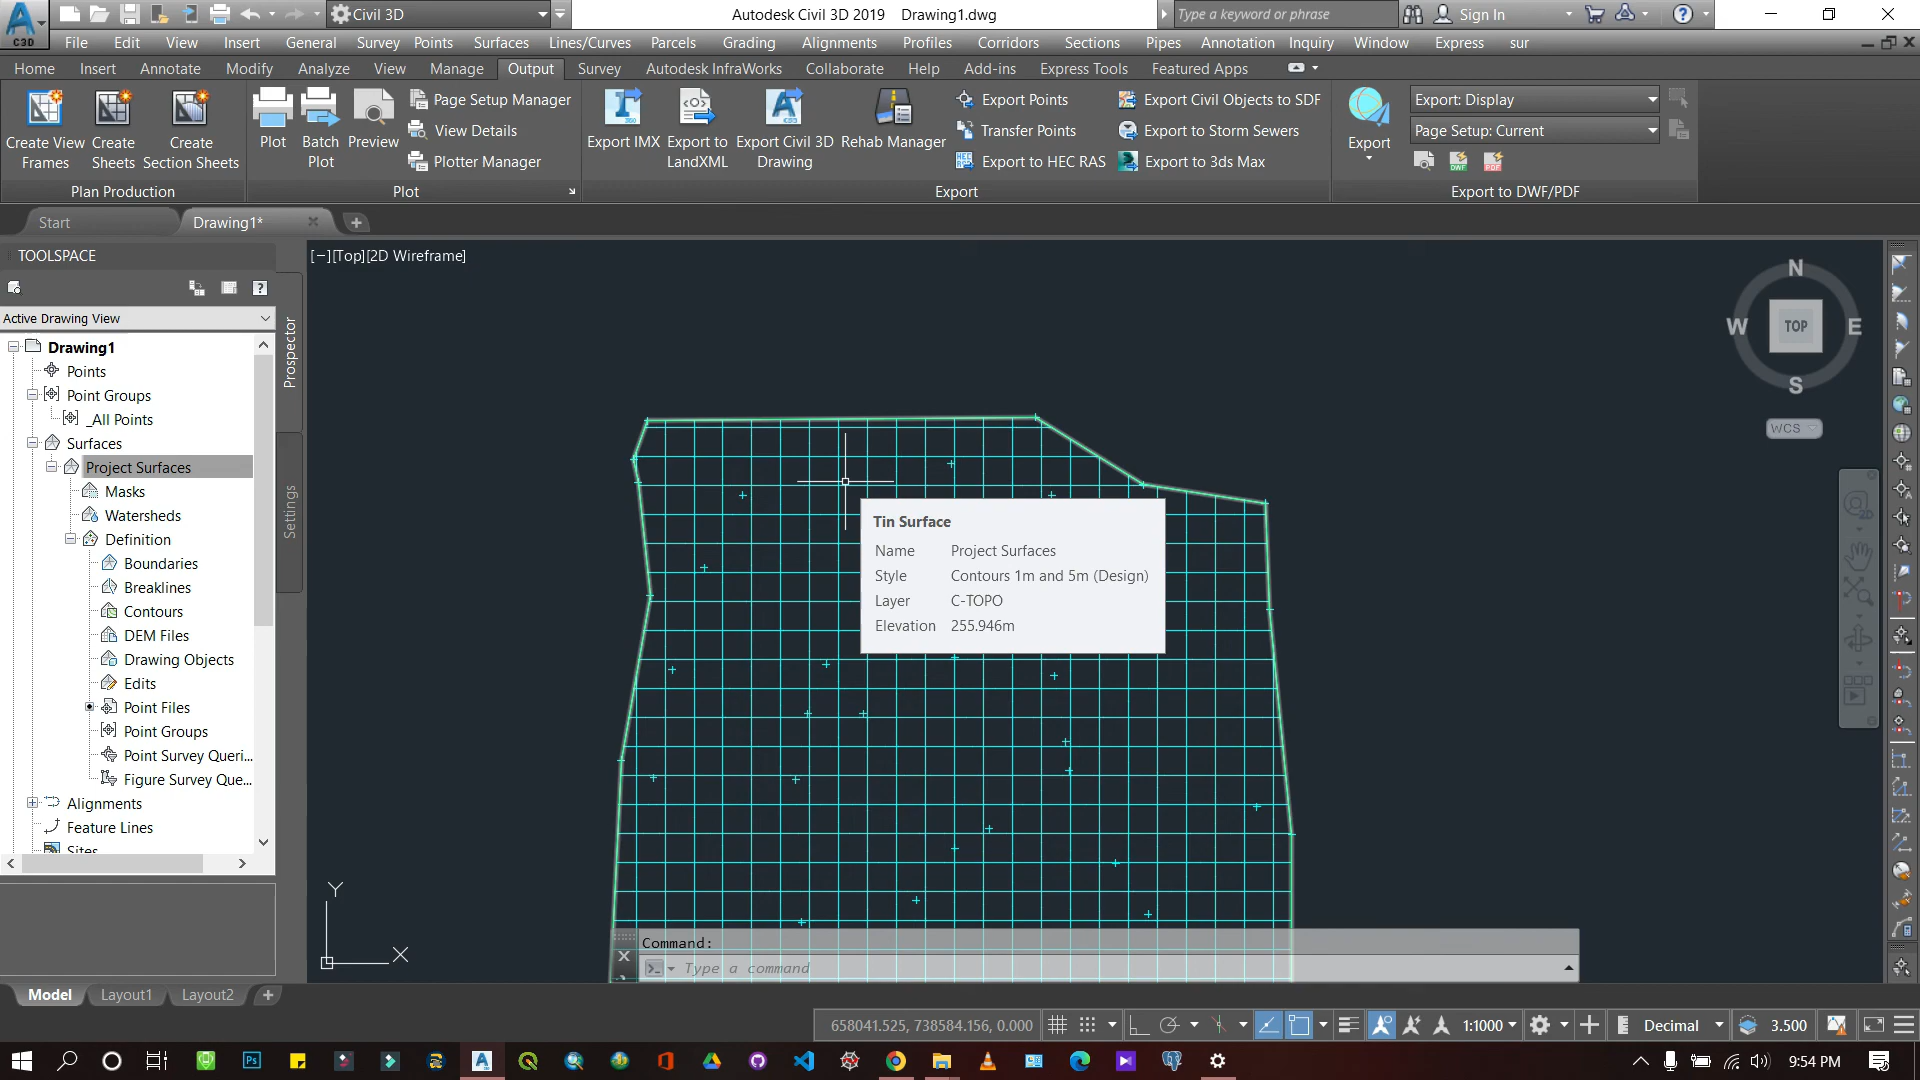 Civil 3D
Autodesk Civil 3D 2019 Drawing1.dwg
Type a keyword or phrase
Sign In
C3D
File Edit View Insert General Survey Points Surfaces Lines/Curves Parcels Grading Alignments Profiles Corridors Sections Pipes Annotation Inquiry Window Express sur
Home Insert Annotate Modify Analyze View Manage Output Survey Autodesk InfraWorks Collaborate Help Add-ins Express Tools Featured Apps
Create View Frames
Create Sheets
Create Section Sheets
Plan Production
Plot
Batch Plot
Preview
Page Setup Manager
View Details
Plotter Manager
Plot
Export IMX
Export to LandXML
Export Civil 3D Drawing
Rehab Manager
Export Points
Transfer Points
Export to HEC RAS
Export Civil Objects to SDF
Export to Storm Sewers
Export to 3ds Max
Export
Export
Export: Display
Page Setup: Current
DWF
PDF
Export to DWF/PDF
Start
Drawing1*
TOOLSPACE
Active Drawing View
Drawing1
Points
Point Groups
_All Points
Surfaces
Project Surfaces
Masks
Watersheds
Definition
Boundaries
Breaklines
Contours
DEM Files
Drawing Objects
Edits
Point Files
Point Groups
Point Survey Queri...
Figure Survey Que...
Alignments
Feature Lines
Sites
Prospector
Settings
[−][Top][2D Wireframe]
N
W
TOP
E
S
WCS
Tin Surface
Name Project Surfaces
Style Contours 1m and 5m (Design)
Layer C-TOPO
Elevation 255.946m
Y
X
Command:
Type a command
Model Layout1 Layout2
658041.525, 738584.156, 0.000
1:1000
Decimal
3.500
Ps
9:54 PM